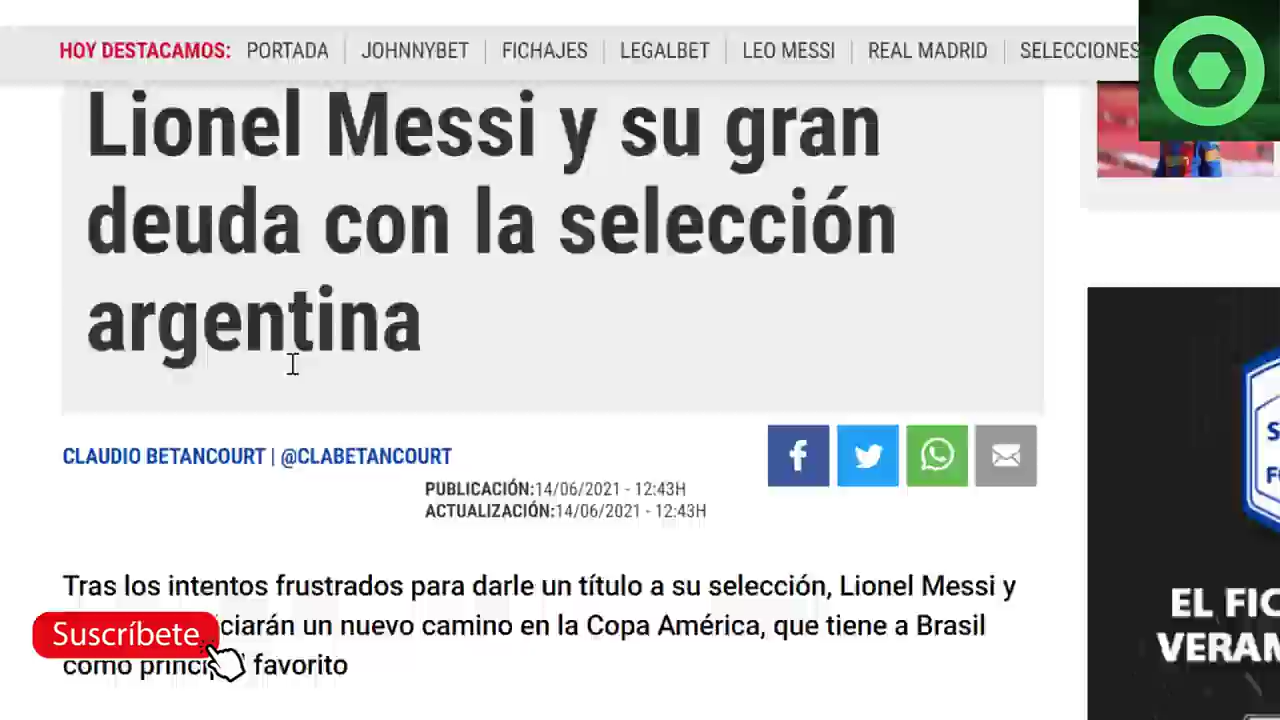 HOY DESTACAMOS: PORTADA JOHNNYBET FICHAJES LEGALBET LEO MESSI REAL MADRID SELECCIONES
Lionel Messi y su gran
deuda con la selección
argentina
CLAUDIO BETANCOURT | @CLABETANCOURT
PUBLICACIÓN:14/06/2021 - 12:43H
ACTUALIZACIÓN:14/06/2021 - 12:43H
Tras los intentos frustrados para darle un título a su selección, Lionel Messi y
Suscríbete
un nuevo camino en la Copa América, que tiene a Brasil
como favorito
EL